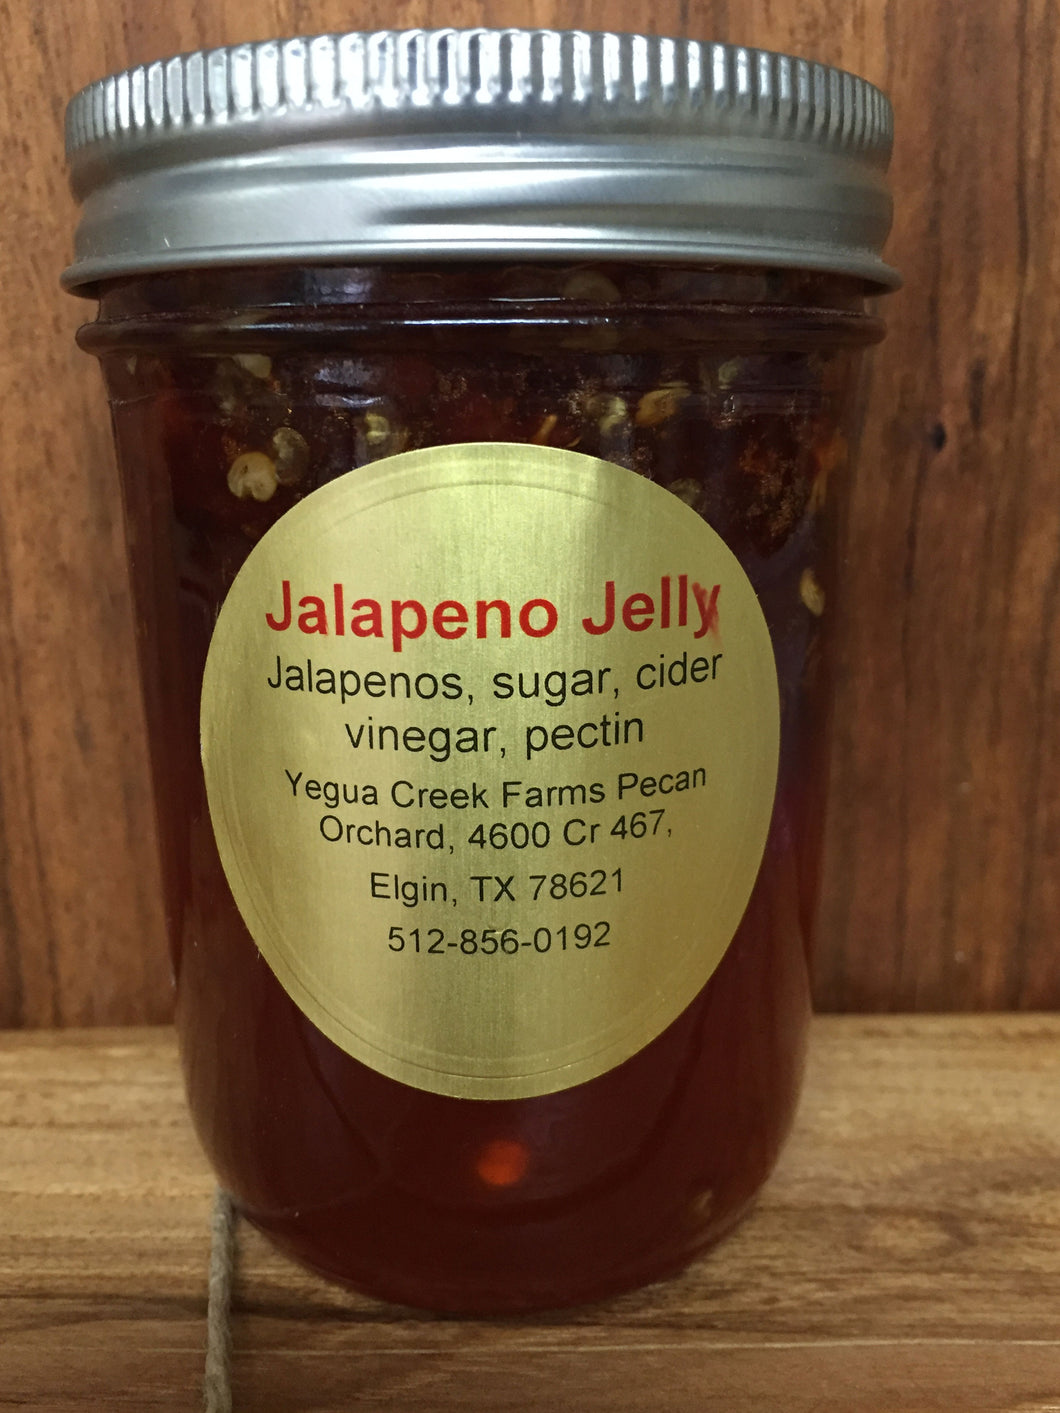 Jalapeno Jelly
Jalapenos, sugar, cider
vinegar, pectin
Yegua Creek Farms Pecan
Orchard, 4600 Cr 467,
Elgin, TX 78621
512-856-0192